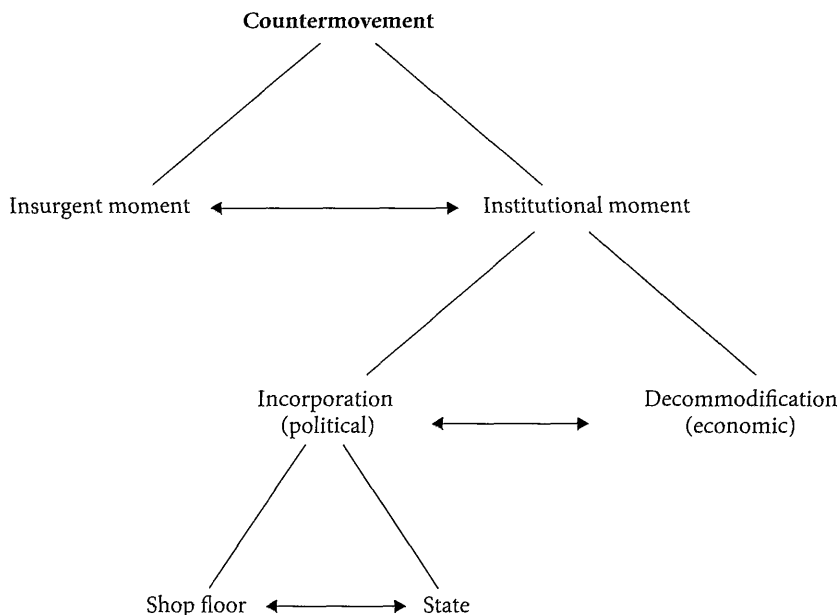 Countermovement
Insurgent moment
Institutional moment
Incorporation
(political)
Decommodification
(economic)
Shop floor
State